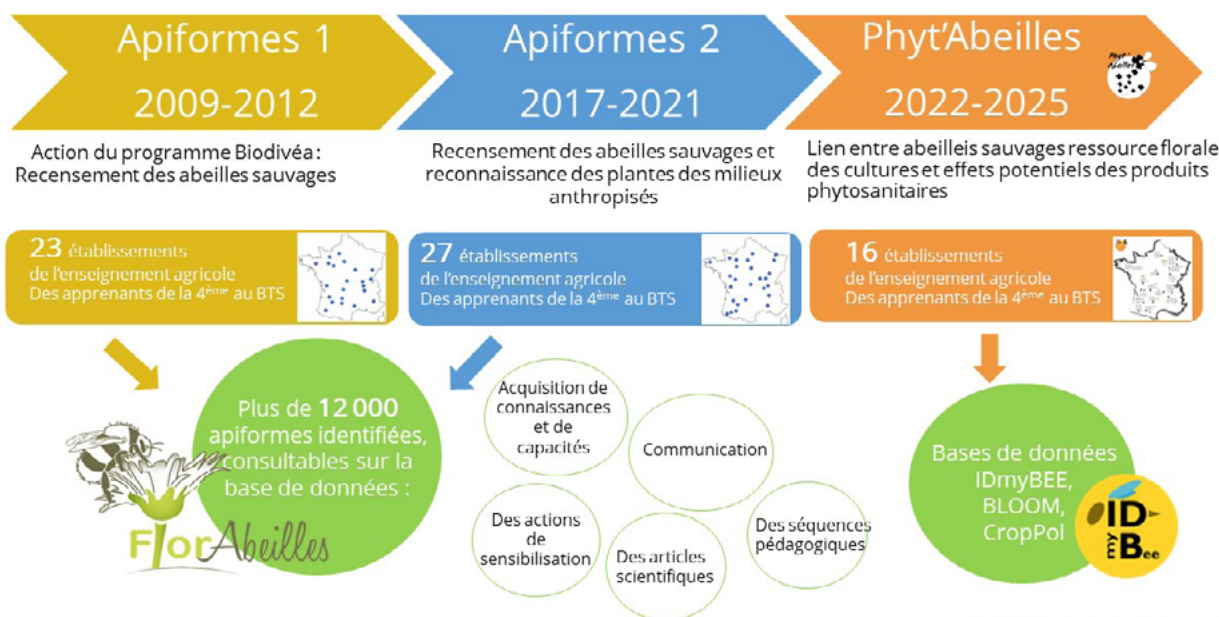 Apiformes 1
2009-2012
Apiformes 2
2017-2021
Phyt'Abeilles
2022-2025
Phyt'
Abeilles
Action du programme Biodivéa :
Recensement des abeilles sauvages
Recensement des abeilles sauvages et
reconnaissance des plantes des milieux
anthropisés
Lien entre abeilleis sauvages ressource florale
des cultures et effets potentiels des produits
phytosanitaires
23 établissements
de l'enseignement agricole
Des apprenants de la 4ème au BTS
27 établissements
de l'enseignement agricole
Des apprenants de la 4ème au BTS
16 établissements
de l'enseignement agricole
Des apprenants de la 4ème au BTS
Plus de 12 000
apiformes identifiées,
consultables sur la
base de données :
FlorAbeilles
Acquisition de
connaissances
et de
capacités
Communication
Des actions
de
sensibilisation
Des articles
scientifiques
Des séquences
pédagogiques
Bases de données
IDmyBEE,
BLOOM,
CropPol
ID-
my Bee